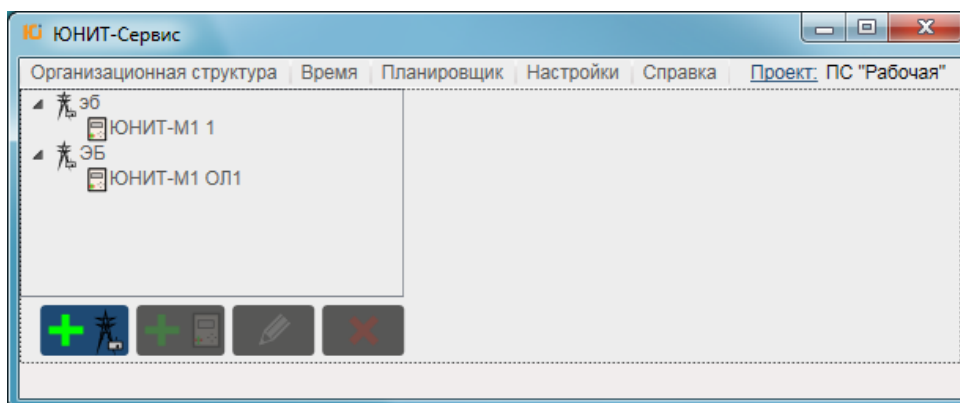 ЮНИТ-Сервис
Организационная структура Время Планировщик Настройки Справка Проект: ПС "Рабочая"
эб
ЮНИТ-М1 1
ЭБ
ЮНИТ-М1 ОЛ1